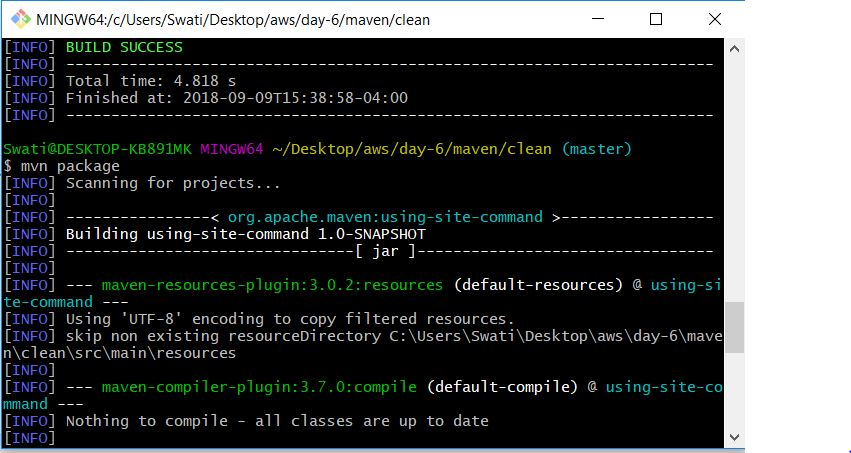 MINGW64:/c/Users/Swati/Desktop/aws/day-6/maven/clean
[INFO] BUILD SUCCESS
[INFO] ------------------------------------------------------------------------
[INFO] Total time: 4.818 s
[INFO] Finished at: 2018-09-09T15:38:58-04:00
[INFO] ------------------------------------------------------------------------
Swati@DESKTOP-KB891MK MINGW64 ~/Desktop/aws/day-6/maven/clean (master)
$ mvn package
[INFO] Scanning for projects...
[INFO]
[INFO] ----------------< org.apache.maven:using-site-command >-----------------
[INFO] Building using-site-command 1.0-SNAPSHOT
[INFO] --------------------------------[ jar ]---------------------------------
[INFO]
[INFO] --- maven-resources-plugin:3.0.2:resources (default-resources) @ using-si
te-command ---
[INFO] Using 'UTF-8' encoding to copy filtered resources.
[INFO] skip non existing resourceDirectory C:\Users\Swati\Desktop\aws\day-6\mave
n\clean\src\main\resources
[INFO]
[INFO] --- maven-compiler-plugin:3.7.0:compile (default-compile) @ using-site-co
mmand ---
[INFO] Nothing to compile - all classes are up to date
[INFO]